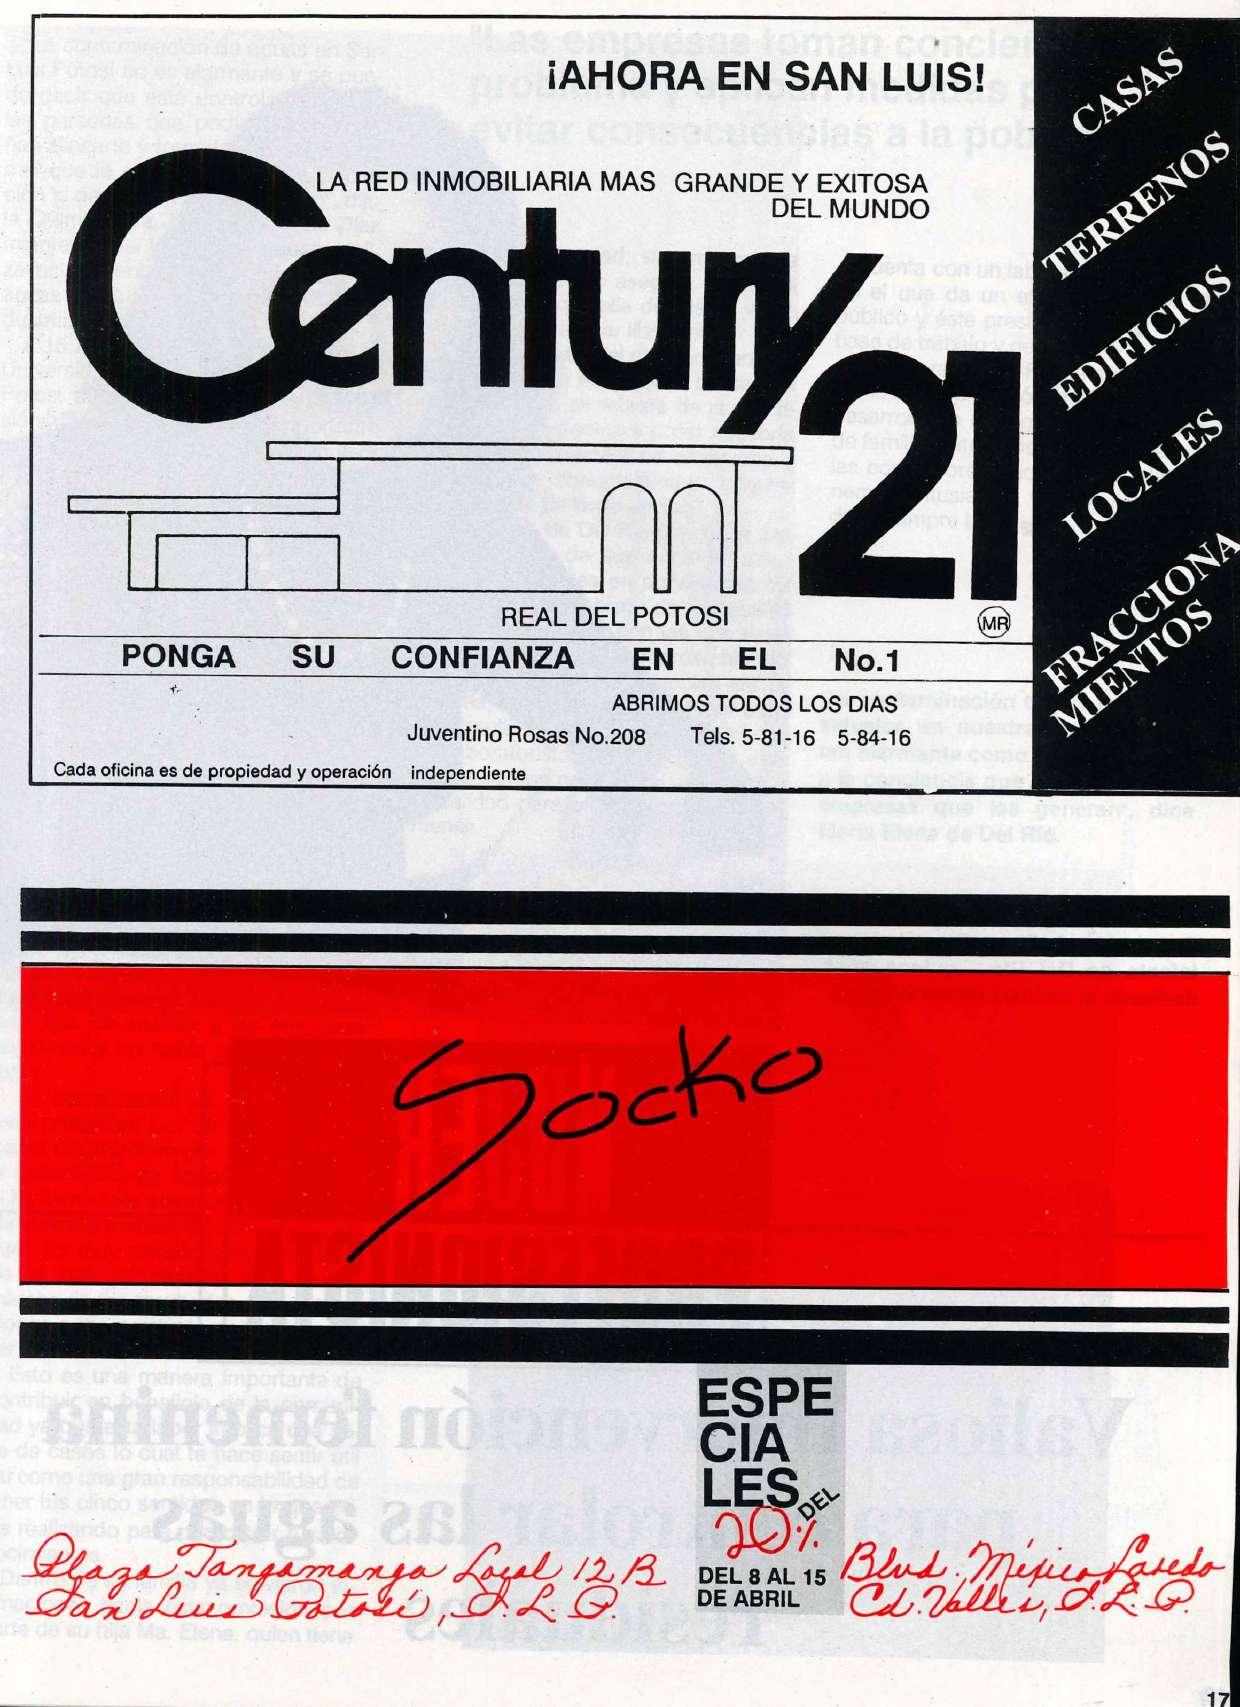 ¡AHORA EN SAN LUIS!
LA RED INMOBILIARIA MAS GRANDE Y EXITOSA
DEL MUNDO
Century 21
REAL DEL POTOSI
MR
PONGA SU CONFIANZA EN EL No.1
ABRIMOS TODOS LOS DIAS
Juventino Rosas No.208 Tels. 5-81-16 5-84-16
Cada oficina es de propiedad y operación independiente
CASAS
TERRENOS
EDIFICIOS
LOCALES
FRACCIONA
MIENTOS
Socko
ESPE
CIA
LES
DEL
20%
DEL 8 AL 15
DE ABRIL
Plaza Tangamanga Local 12 B
San Luis Potosí, S.L.P.
Blvd. México Laredo
Cd. Valles, S.L.P.
17